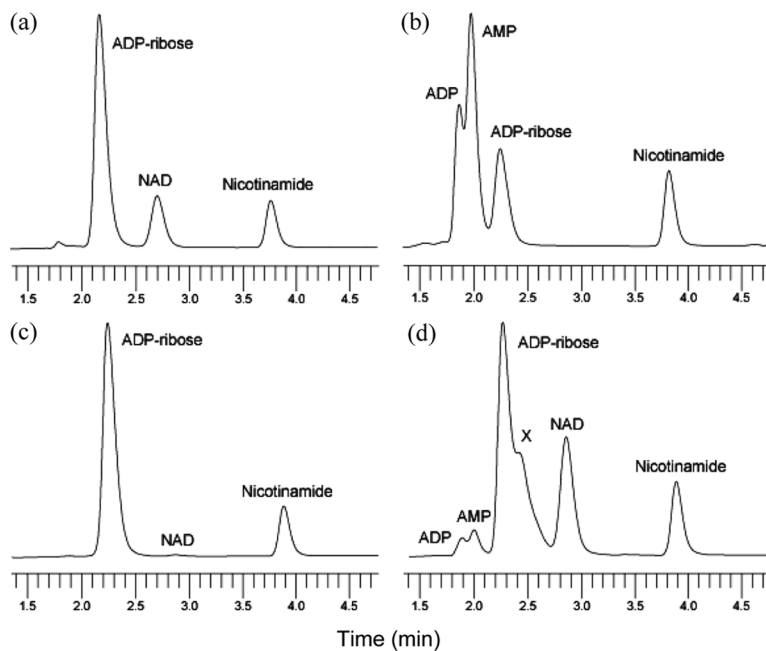 (a)
ADP-ribose
NAD
Nicotinamide
1.5 2.0 2.5 3.0 3.5 4.0 4.5
(b)
AMP
ADP
ADP-ribose
Nicotinamide
1.5 2.0 2.5 3.0 3.5 4.0 4.5
(c)
ADP-ribose
Nicotinamide
NAD
1.5 2.0 2.5 3.0 3.5 4.0 4.5
(d)
ADP-ribose
X
NAD
Nicotinamide
AMP
ADP
1.5 2.0 2.5 3.0 3.5 4.0 4.5
Time (min)